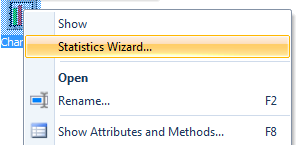 Show
Char
Statistics Wizard...
Open
Rename... F2
Show Attributes and Methods... F8